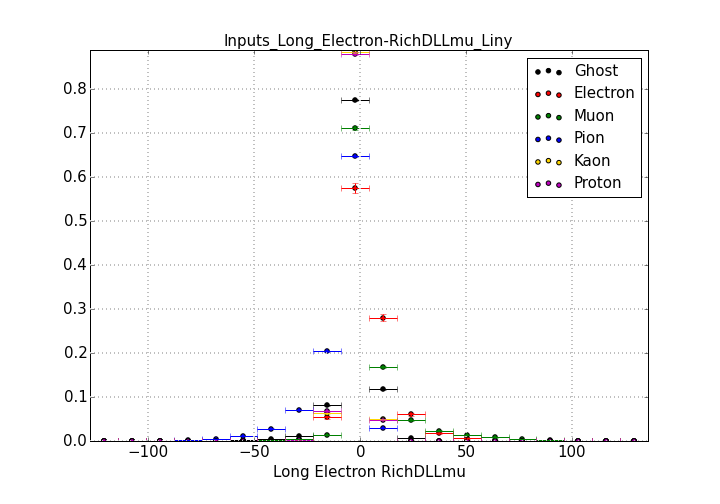 Inputs_Long_Electron-RichDLLmu_Liny
Ghost
Electron
Muon
Pion
Kaon
Proton
0.8
0.7
0.6
0.5
0.4
0.3
0.2
0.1
0.0
−100 −50 0 50 100
Long Electron RichDLLmu